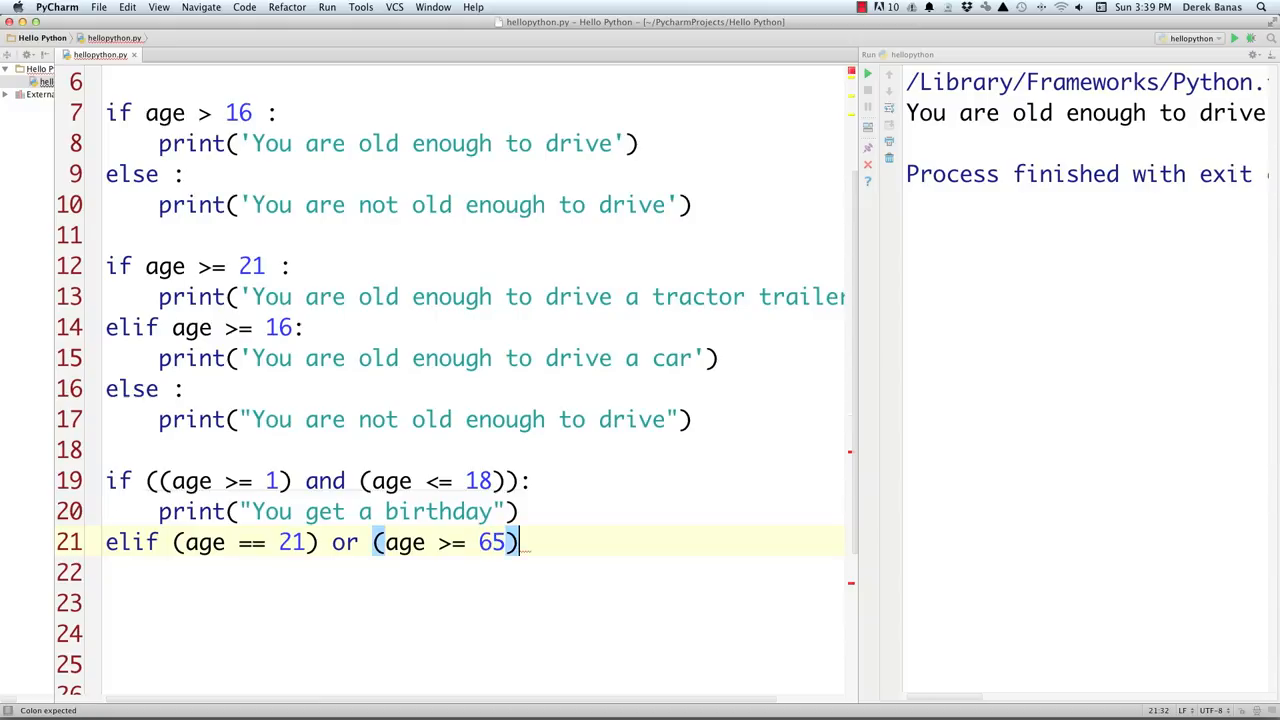 PyCharm File Edit View Navigate Code Refactor Run Tools VCS Window Help 10 Sun 3:39 PM Derek Banas
hellopython.py - Hello Python - [~/PycharmProjects/Hello Python]
Hello Python hellopython.py hellopython
hellopython.py × Run hellopython
Hello P
hell
Externa
6
7 if age > 16 :
8 print('You are old enough to drive')
9 else :
10 print('You are not old enough to drive')
11
12 if age >= 21 :
13 print('You are old enough to drive a tractor trailer
14 elif age >= 16:
15 print('You are old enough to drive a car')
16 else :
17 print("You are not old enough to drive")
18
19 if ((age >= 1) and (age <= 18)):
20 print("You get a birthday")
21 elif (age == 21) or (age >= 65)
22
23
24
25
26
/Library/Frameworks/Python.
You are old enough to drive
Process finished with exit
Colon expected 21:32 LF UTF-8